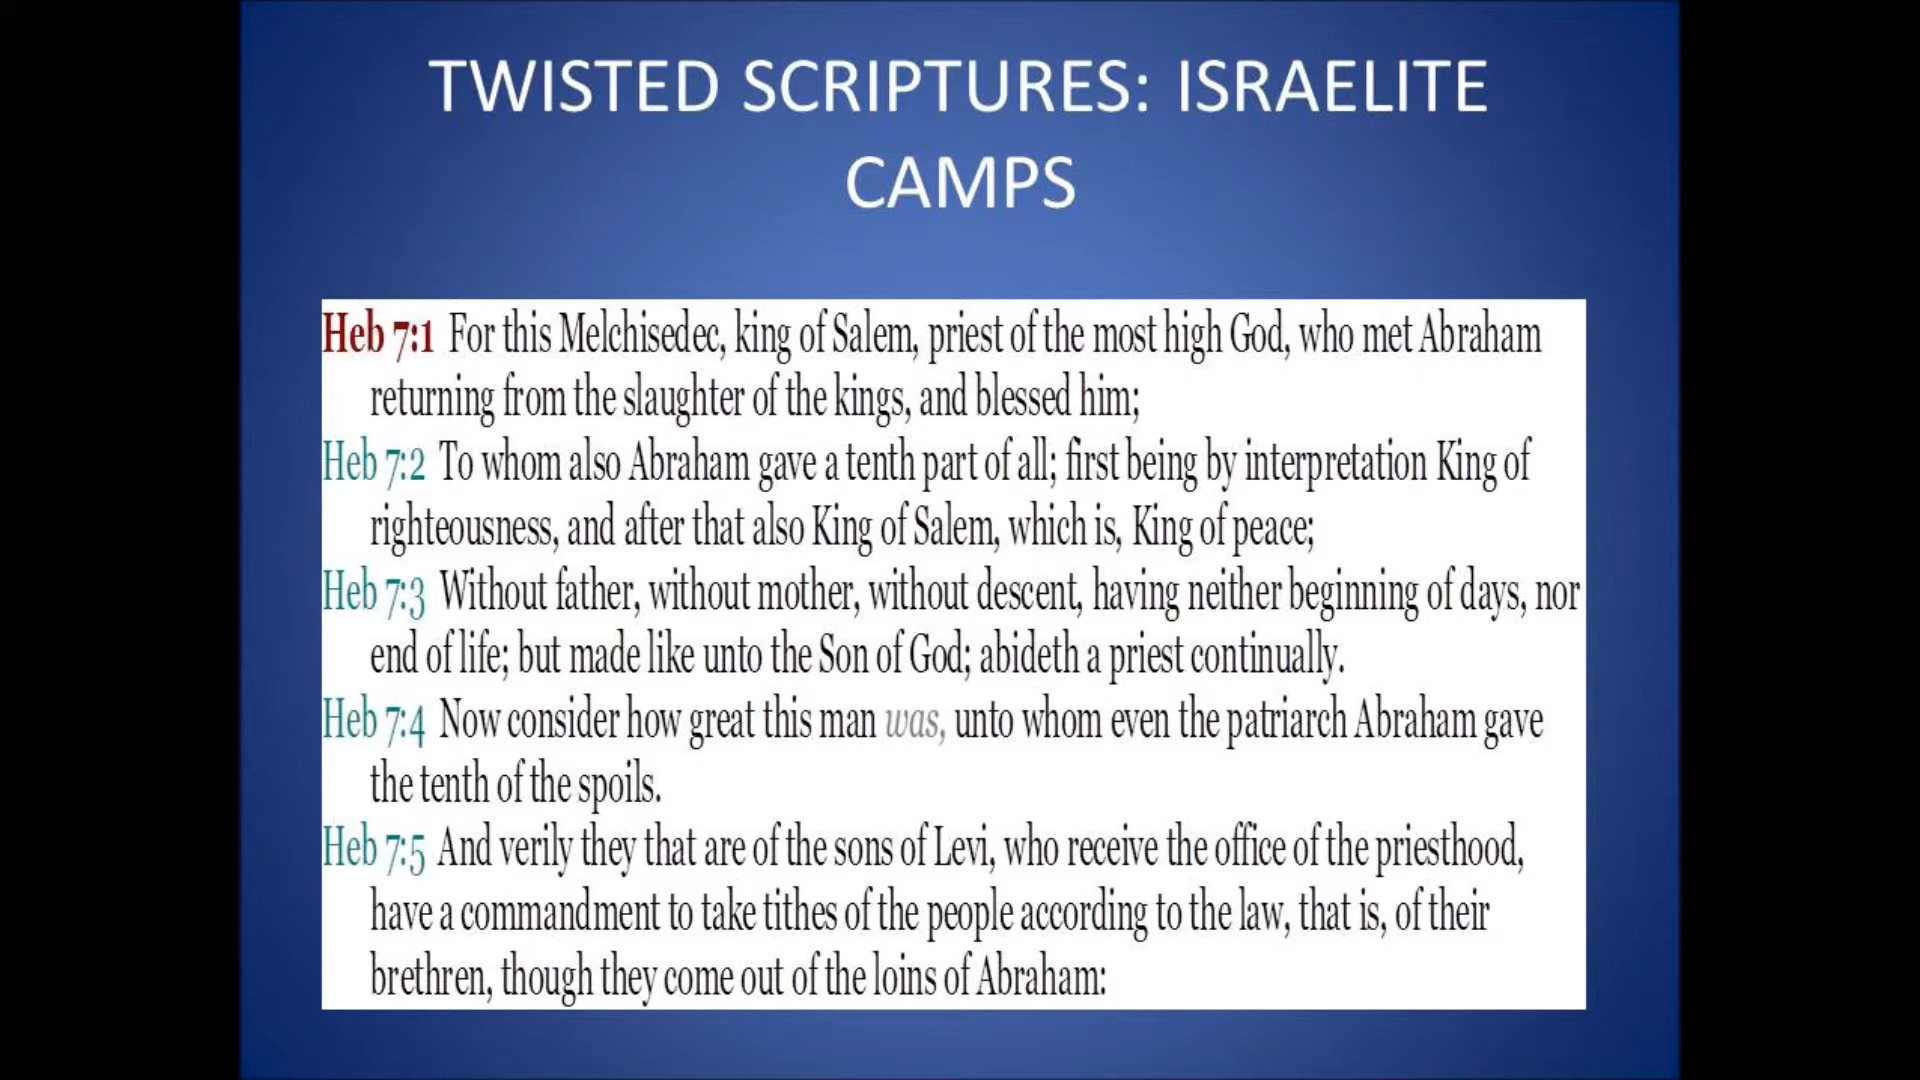 TWISTED SCRIPTURES: ISRAELITE
CAMPS
Heb 7:1 For this Melchisedec, king of Salem, priest of the most high God, who met Abraham
returning from the slaughter of the kings, and blessed him;
Heb 7:2 To whom also Abraham gave a tenth part of all; first being by interpretation King of
righteousness, and after that also King of Salem, which is, King of peace;
Heb 7:3 Without father, without mother, without descent, having neither beginning of days, nor
end of life; but made like unto the Son of God; abideth a priest continually.
Heb 7:4 Now consider how great this man was, unto whom even the patriarch Abraham gave
the tenth of the spoils.
Heb 7:5 And verily they that are of the sons of Levi, who receive the office of the priesthood,
have a commandment to take tithes of the people according to the law, that is, of their
brethren, though they come out of the loins of Abraham: